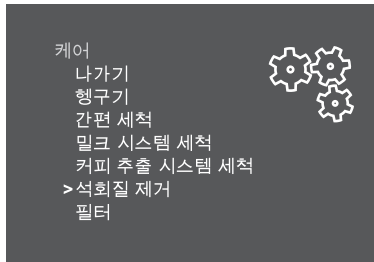 케어
나가기
헹구기
간편 세척
밀크 시스템 세척
커피 추출 시스템 세척
>석회질 제거
필터